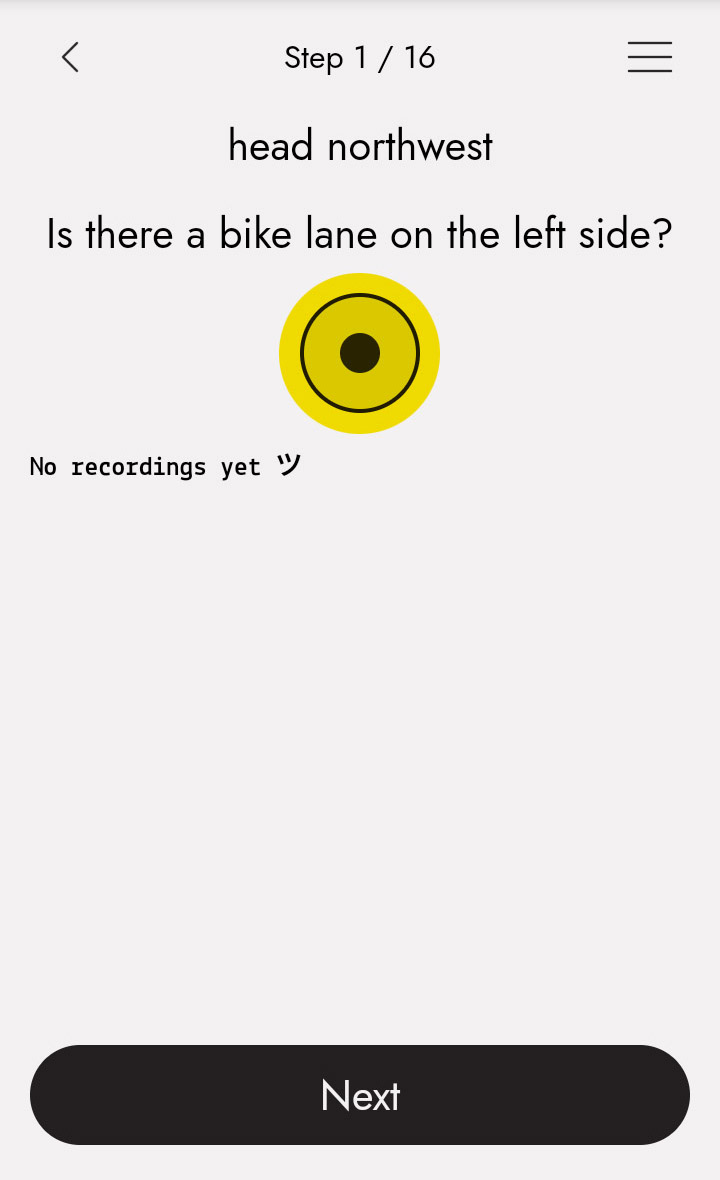 Step 1 / 16
head northwest
Is there a bike lane on the left side?
No recordings yet ツ
Next